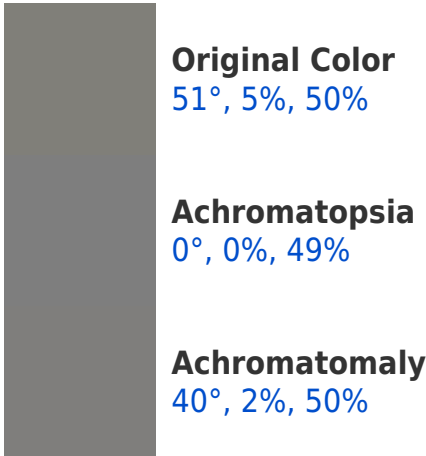 Original Color
51°, 5%, 50%
Achromatopsia
0°, 0%, 49%
Achromatomaly
40°, 2%, 50%